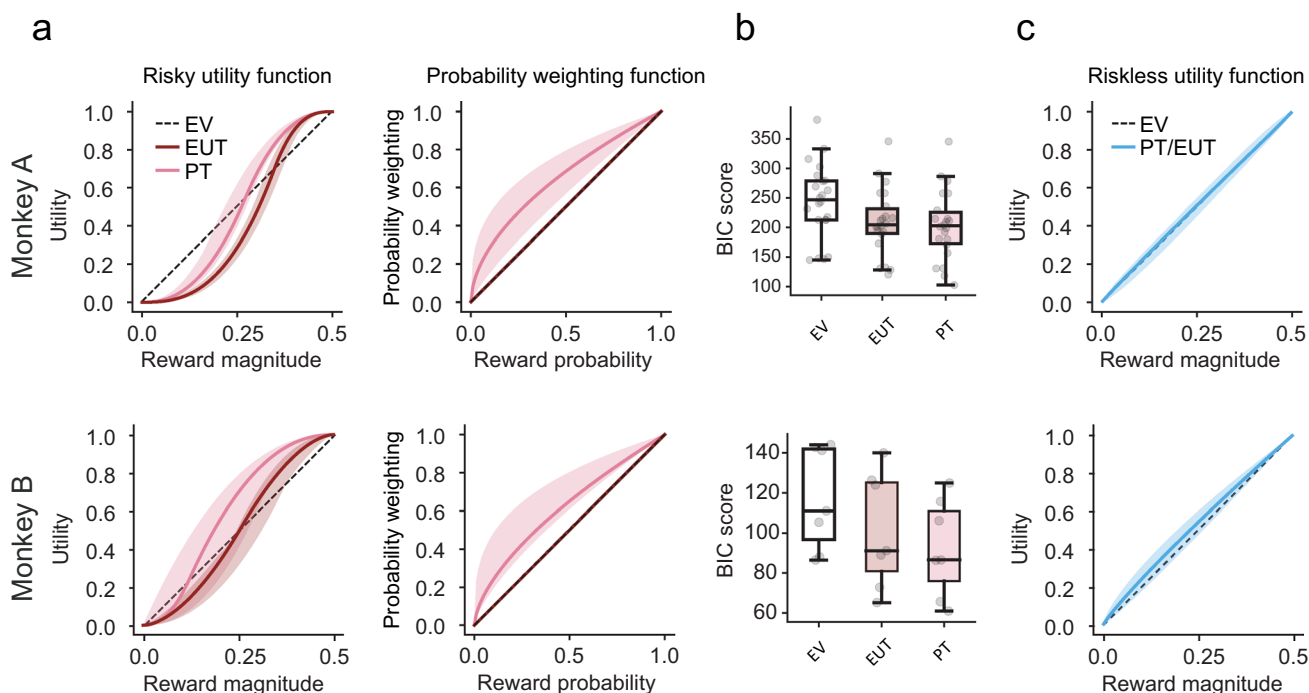 a
b
c
Risky utility function
Probability weighting function
Riskless utility function
Monkey A
Utility
1.0
0.8
0.6
0.4
0.2
0.0
EV
EUT
PT
0.0
0.25
0.5
Reward magnitude
Probability weighting
1.0
0.8
0.6
0.4
0.2
0.0
0.0
0.5
1.0
Reward probability
BIC score
350
300
250
200
150
100
EV
EUT
PT
Utility
1.0
0.8
0.6
0.4
0.2
0.0
EV
PT/EUT
0.0
0.25
0.5
Reward magnitude
Monkey B
Utility
1.0
0.8
0.6
0.4
0.2
0.0
0.0
0.25
0.5
Reward magnitude
Probability weighting
1.0
0.8
0.6
0.4
0.2
0.0
0.0
0.5
1.0
Reward probability
BIC score
140
120
100
80
60
EV
EUT
PT
Utility
1.0
0.8
0.6
0.4
0.2
0.0
0.0
0.25
0.5
Reward magnitude